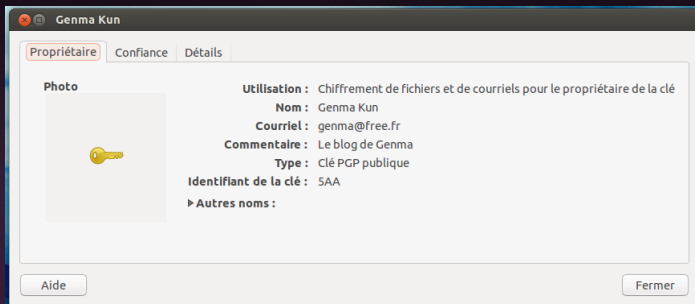 Genma Kun
Propriétaire Confiance Détails
Photo
Utilisation : Chiffrement de fichiers et de courriels pour le propriétaire de la clé
Nom : Genma Kun
Courriel : genma@free.fr
Commentaire : Le blog de Genma
Type : Clé PGP publique
Identifiant de la clé : 5AA
Autres noms :
Aide Fermer